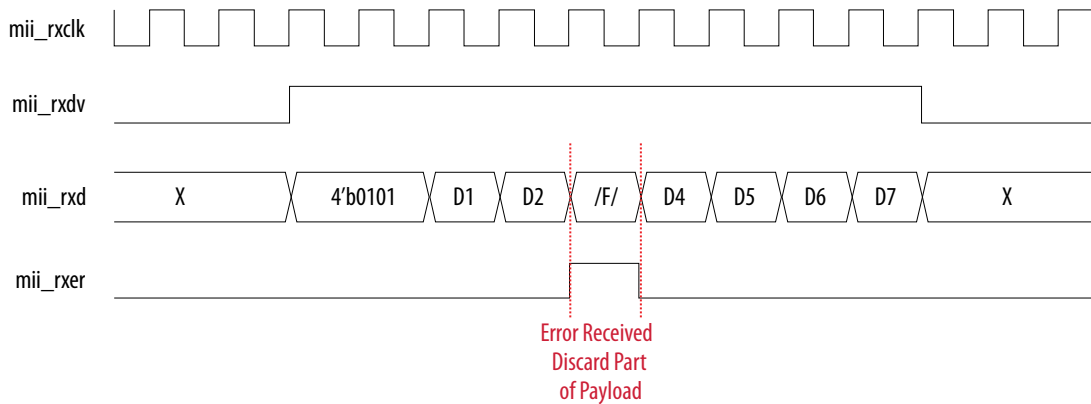 mii_rxclk
mii_rxdv
mii_rxd X 4'b0101 D1 D2 /F/ D4 D5 D6 D7 X
mii_rxer
Error Received
Discard Part
of Payload